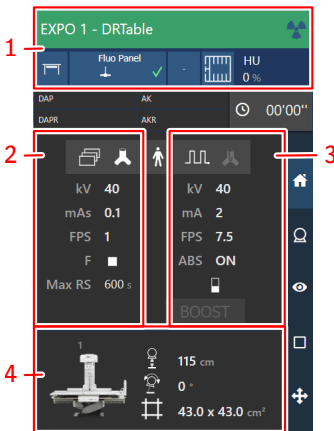 EXPO 1 - DRTable
1
Fluo Panel
-
HU
0 %
DAP
AK
DAPR
AKR
00'00''
2
3
kV 40
mAs 0.1
FPS 1
F
Max RS 600 s
kV 40
mA 2
FPS 7.5
ABS ON
BOOST
4
1
115 cm
0 °
43.0 x 43.0 cm²